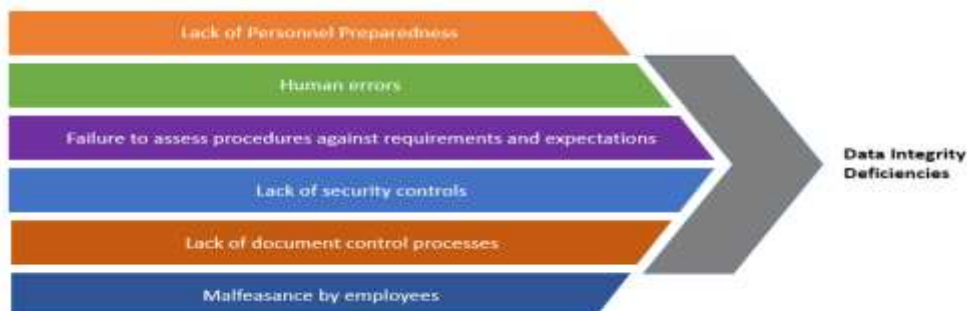 Lack of Personnel Preparedness
Human errors
Failure to assess procedures against requirements and expectations
Lack of security controls
Lack of document control processes
Malfeasance by employees
Data Integrity
Deficiencies